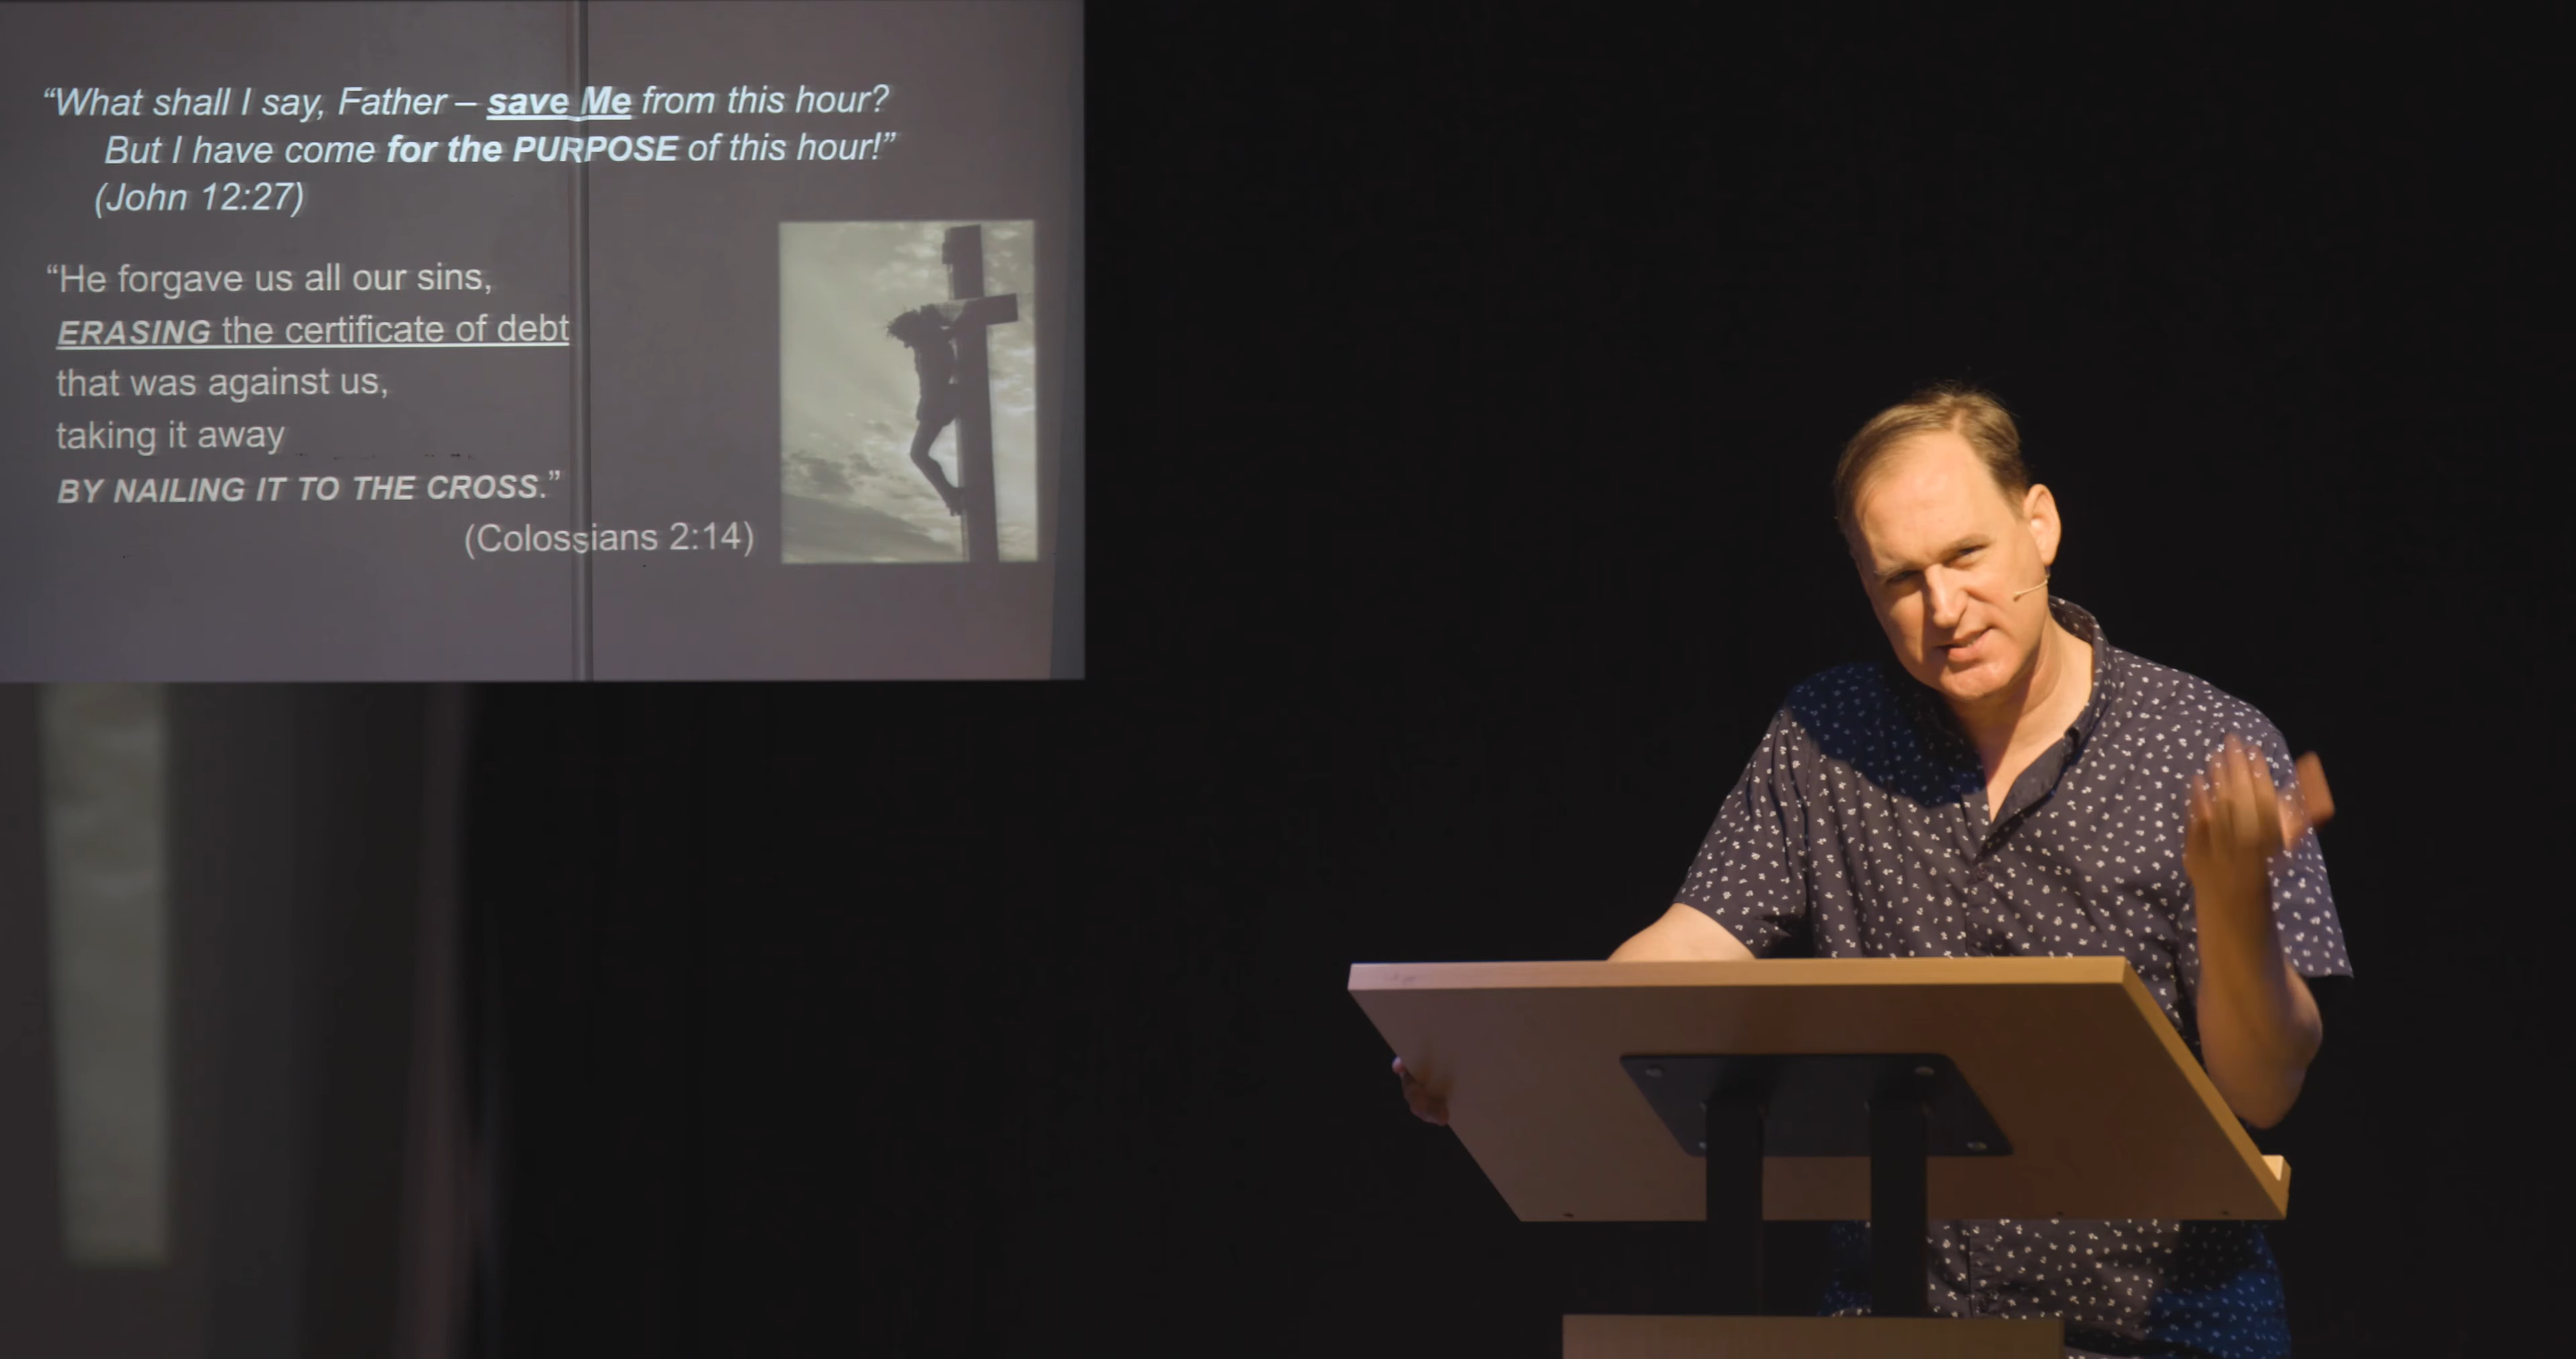 “What shall I say, Father – save Me from this hour?
But I have come for the PURPOSE of this hour!”
(John 12:27)
“He forgave us all our sins,
ERASING the certificate of debt
that was against us,
taking it away
BY NAILING IT TO THE CROSS.”
(Colossians 2:14)